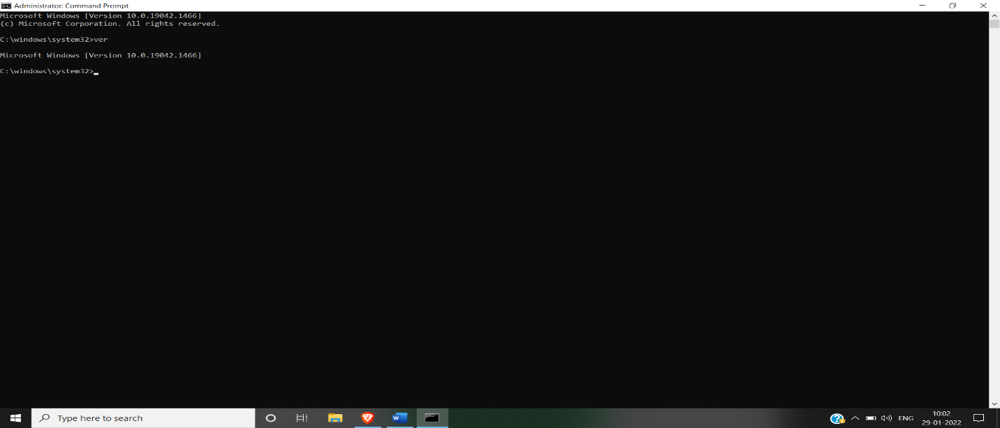 Administrator: Command Prompt
Microsoft Windows [Version 10.0.19042.1466]
(c) Microsoft Corporation. All rights reserved.
C:\windows\system32>ver
Microsoft Windows [Version 10.0.19042.1466]
C:\windows\system32>
Type here to search
ENG
10:02
29-01-2022